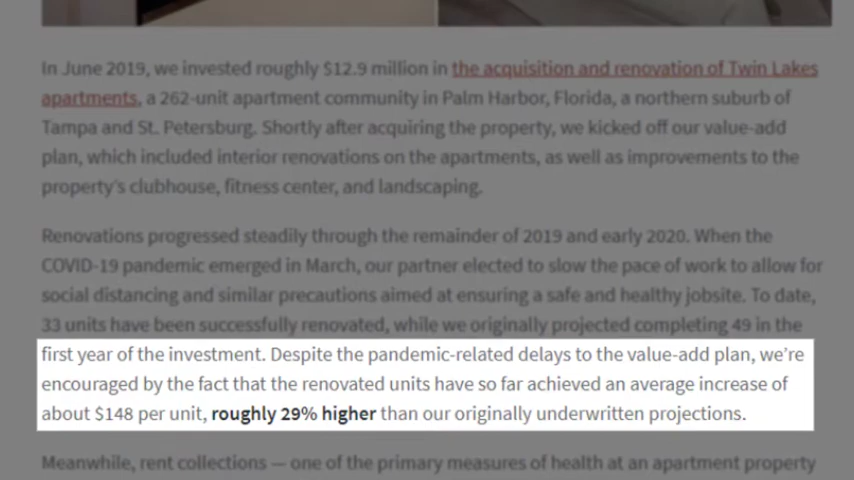 In June 2019, we invested roughly $12.9 million in the acquisition and renovation of Twin Lakes
apartments, a 262-unit apartment community in Palm Harbor, Florida, a northern suburb of
Tampa and St. Petersburg. Shortly after acquiring the property, we kicked off our value-add
plan, which included interior renovations on the apartments, as well as improvements to the
property's clubhouse, fitness center, and landscaping.
Renovations progressed steadily through the remainder of 2019 and early 2020. When the
COVID-19 pandemic emerged in March, our partner elected to slow the pace of work to allow for
social distancing and similar precautions aimed at ensuring a safe and healthy jobsite. To date,
33 units have been successfully renovated, while we originally projected completing 49 in the
first year of the investment. Despite the pandemic-related delays to the value-add plan, we're
encouraged by the fact that the renovated units have so far achieved an average increase of
about $148 per unit, roughly 29% higher than our originally underwritten projections.
Meanwhile, rent collections — one of the primary measures of health at an apartment property